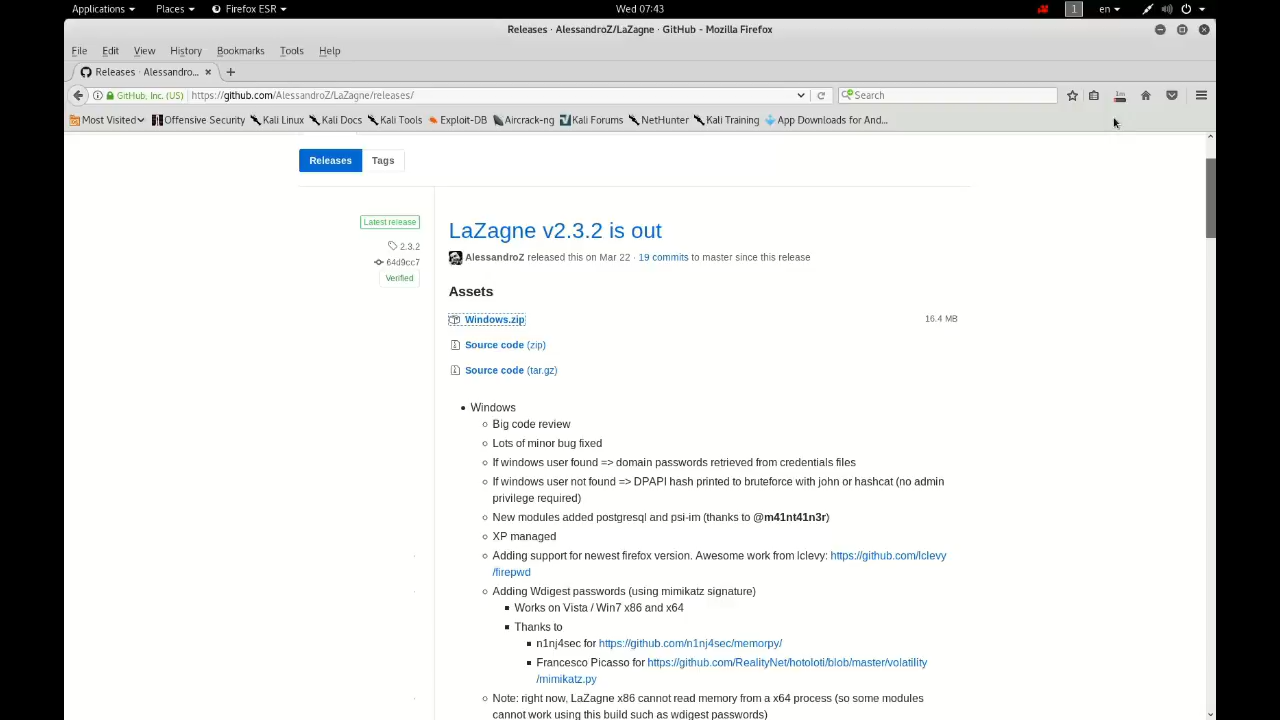 Applications Places Firefox ESR Wed 07:43 1 en
Releases · AlessandroZ/LaZagne · GitHub - Mozilla Firefox
File Edit View History Bookmarks Tools Help
Releases · Alessandro...
GitHub, Inc. (US) https://github.com/AlessandroZ/LaZagne/releases/ Search 1m
Most Visited Offensive Security Kali Linux Kali Docs Kali Tools Exploit-DB Aircrack-ng Kali Forums NetHunter Kali Training App Downloads for And...
Releases Tags
Latest release
2.3.2
64d9cc7
Verified
LaZagne v2.3.2 is out
AlessandroZ released this on Mar 22 · 19 commits to master since this release
Assets
Windows.zip 16.4 MB
Source code (zip)
Source code (tar.gz)
Windows
Big code review
Lots of minor bug fixed
If windows user found => domain passwords retrieved from credentials files
If windows user not found => DPAPI hash printed to bruteforce with john or hashcat (no admin
privilege required)
New modules added postgresql and psi-im (thanks to @m41nt41n3r)
XP managed
Adding support for newest firefox version. Awesome work from lclevy: https://github.com/lclevy
/firepwd
Adding Wdigest passwords (using mimikatz signature)
Works on Vista / Win7 x86 and x64
Thanks to
n1nj4sec for https://github.com/n1nj4sec/memorpy/
Francesco Picasso for https://github.com/RealityNet/hotoloti/blob/master/volatility
/mimikatz.py
Note: right now, LaZagne x86 cannot read memory from a x64 process (so some modules
cannot work using this build such as wdigest passwords)